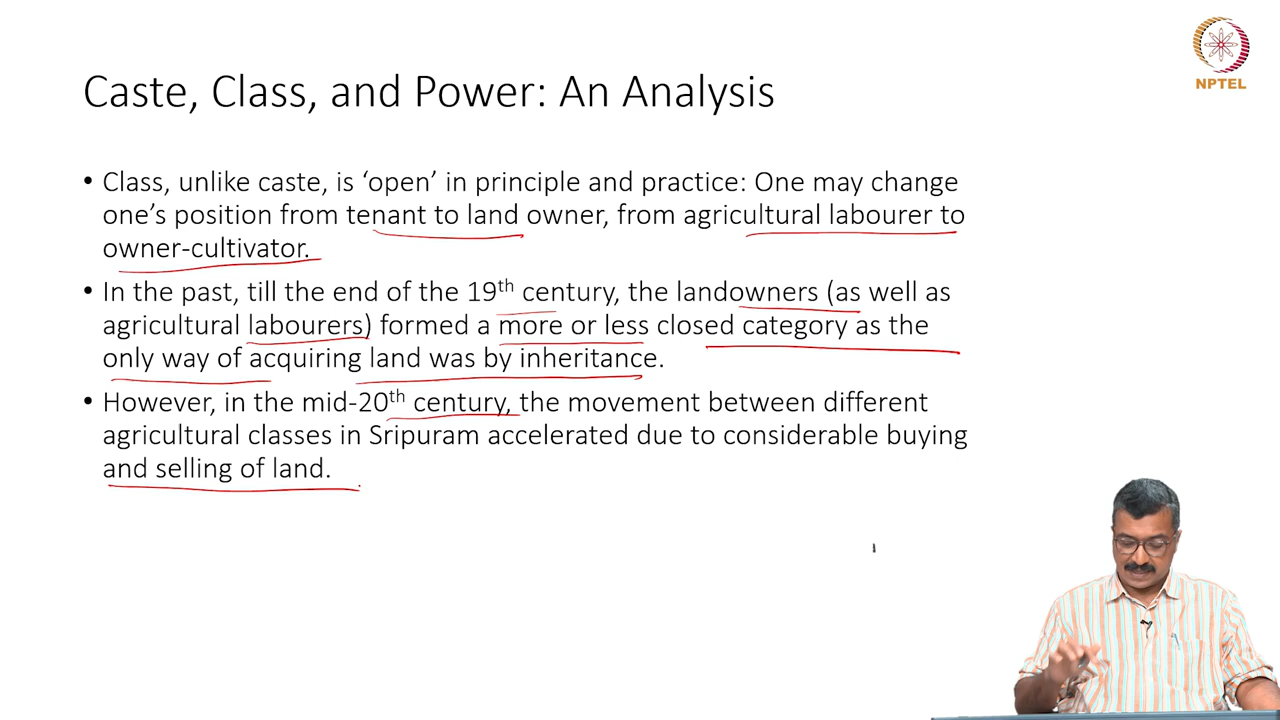 NPTEL
Caste, Class, and Power: An Analysis
• Class, unlike caste, is ‘open’ in principle and practice: One may change
one’s position from tenant to land owner, from agricultural labourer to
owner-cultivator.
• In the past, till the end of the 19th century, the landowners (as well as
agricultural labourers) formed a more or less closed category as the
only way of acquiring land was by inheritance.
• However, in the mid-20th century, the movement between different
agricultural classes in Sripuram accelerated due to considerable buying
and selling of land.